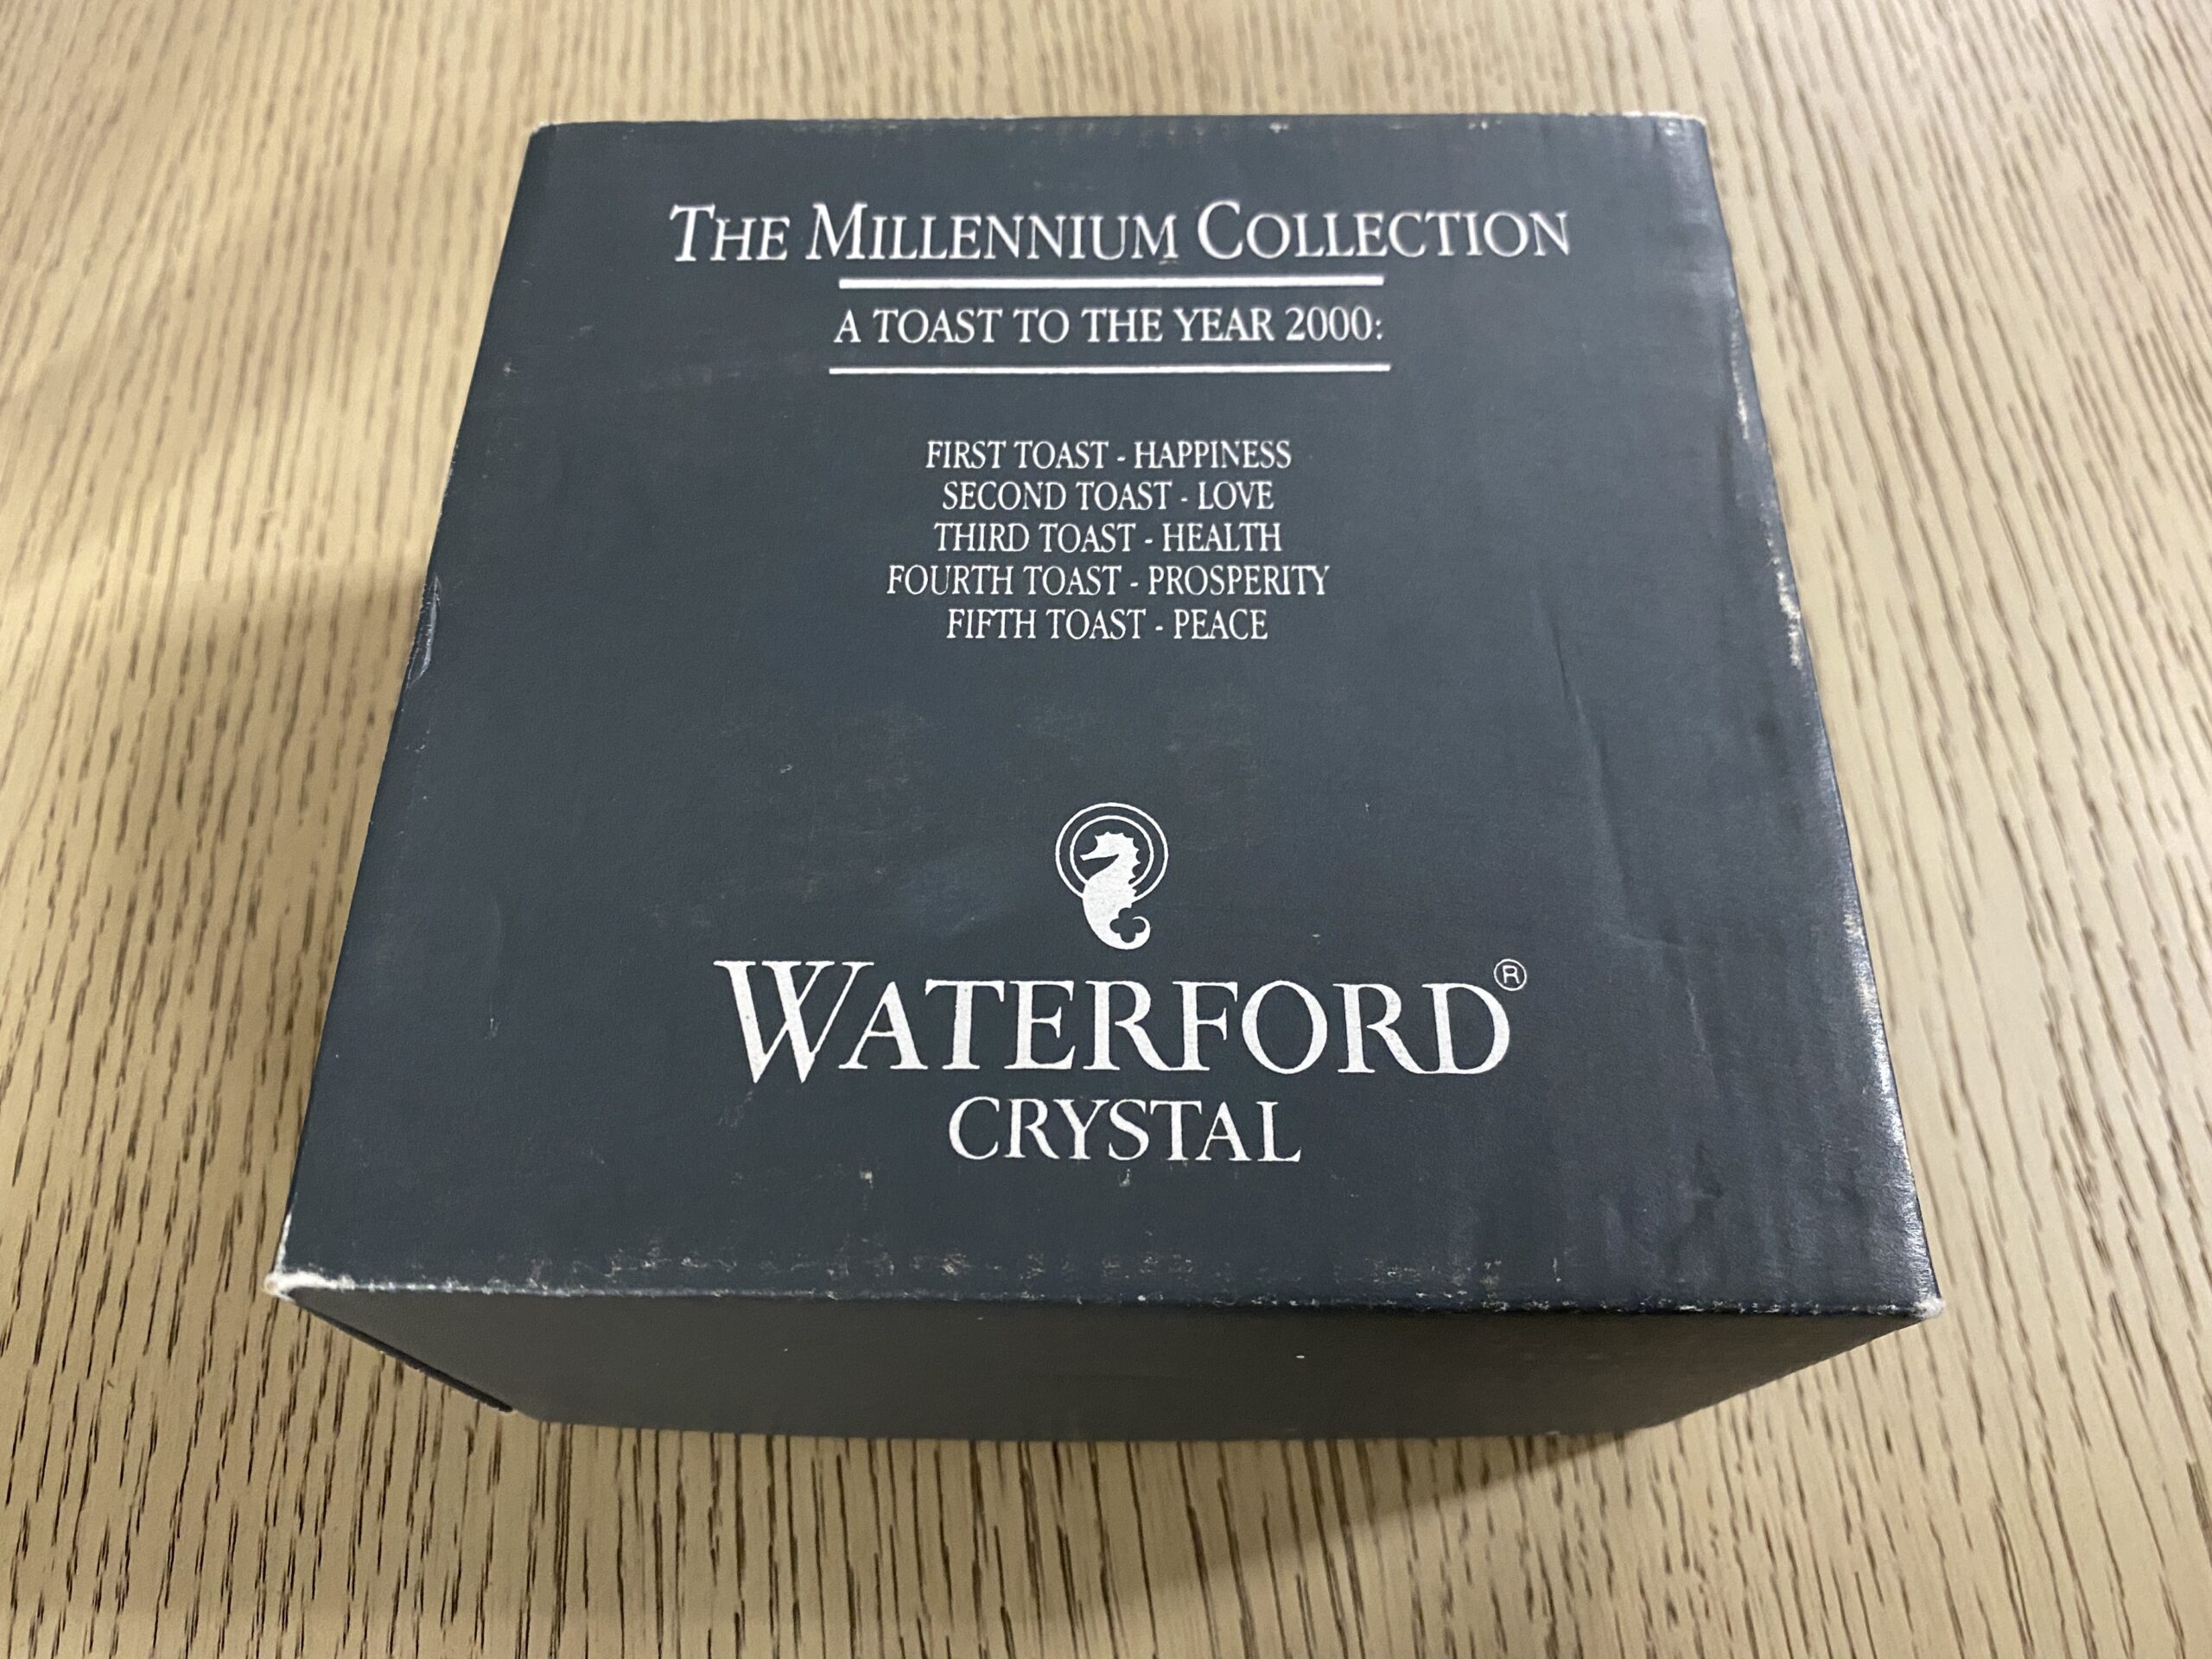 THE MILLENNIUM COLLECTION
A TOAST TO THE YEAR 2000:
FIRST TOAST - HAPPINESS
SECOND TOAST - LOVE
THIRD TOAST - HEALTH
FOURTH TOAST - PROSPERITY
FIFTH TOAST - PEACE
WATERFORD®
CRYSTAL